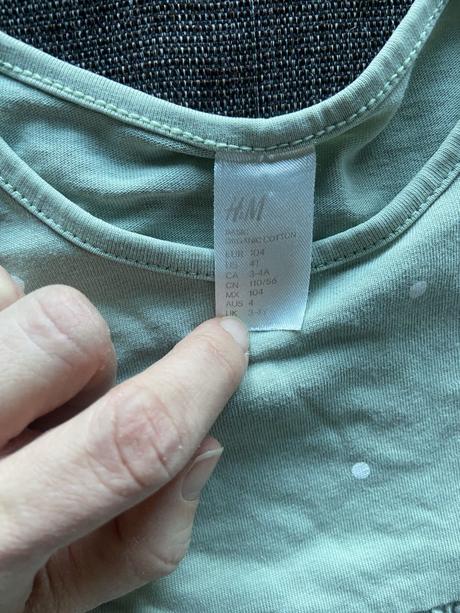 H&M
BASIC
ORGANIC COTTON
EUR 104
US 4T
CA 3-4A
CN 110/56
MX 104
AUS 4
UK 3-4Y